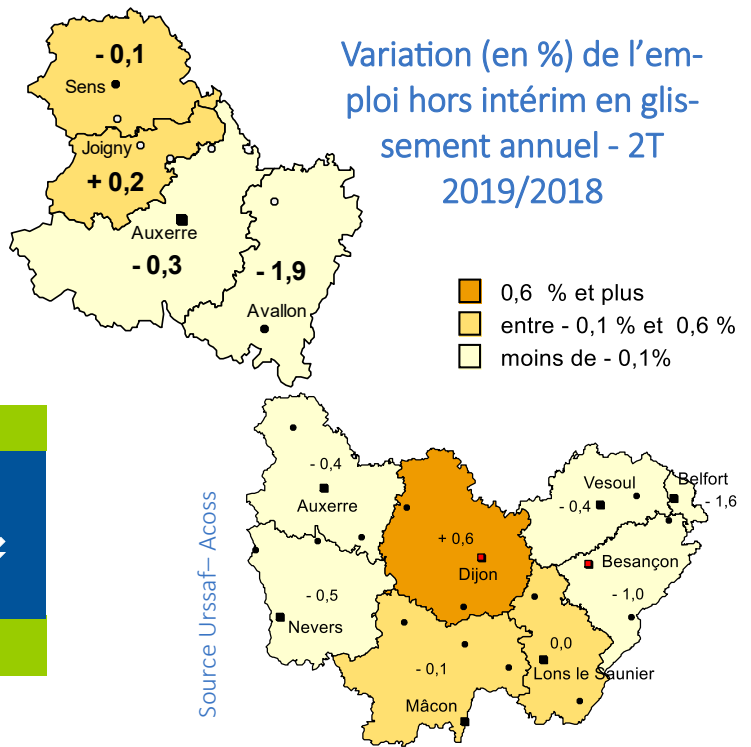 Variation (en %) de l'em-
ploi hors intérim en glis-
sement annuel - 2T
2019/2018
- 0,1
Sens
Joigny
+ 0,2
Auxerre
- 0,3
- 1,9
Avallon
0,6 % et plus
entre - 0,1 % et 0,6 %
moins de - 0,1%
- 0,4
Auxerre
Vesoul
- 0,4
Belfort
- 1,6
+ 0,6
Dijon
Besançon
- 1,0
- 0,5
Nevers
0,0
Lons le Saunier
- 0,1
Mâcon
Source Urssaf– Acoss